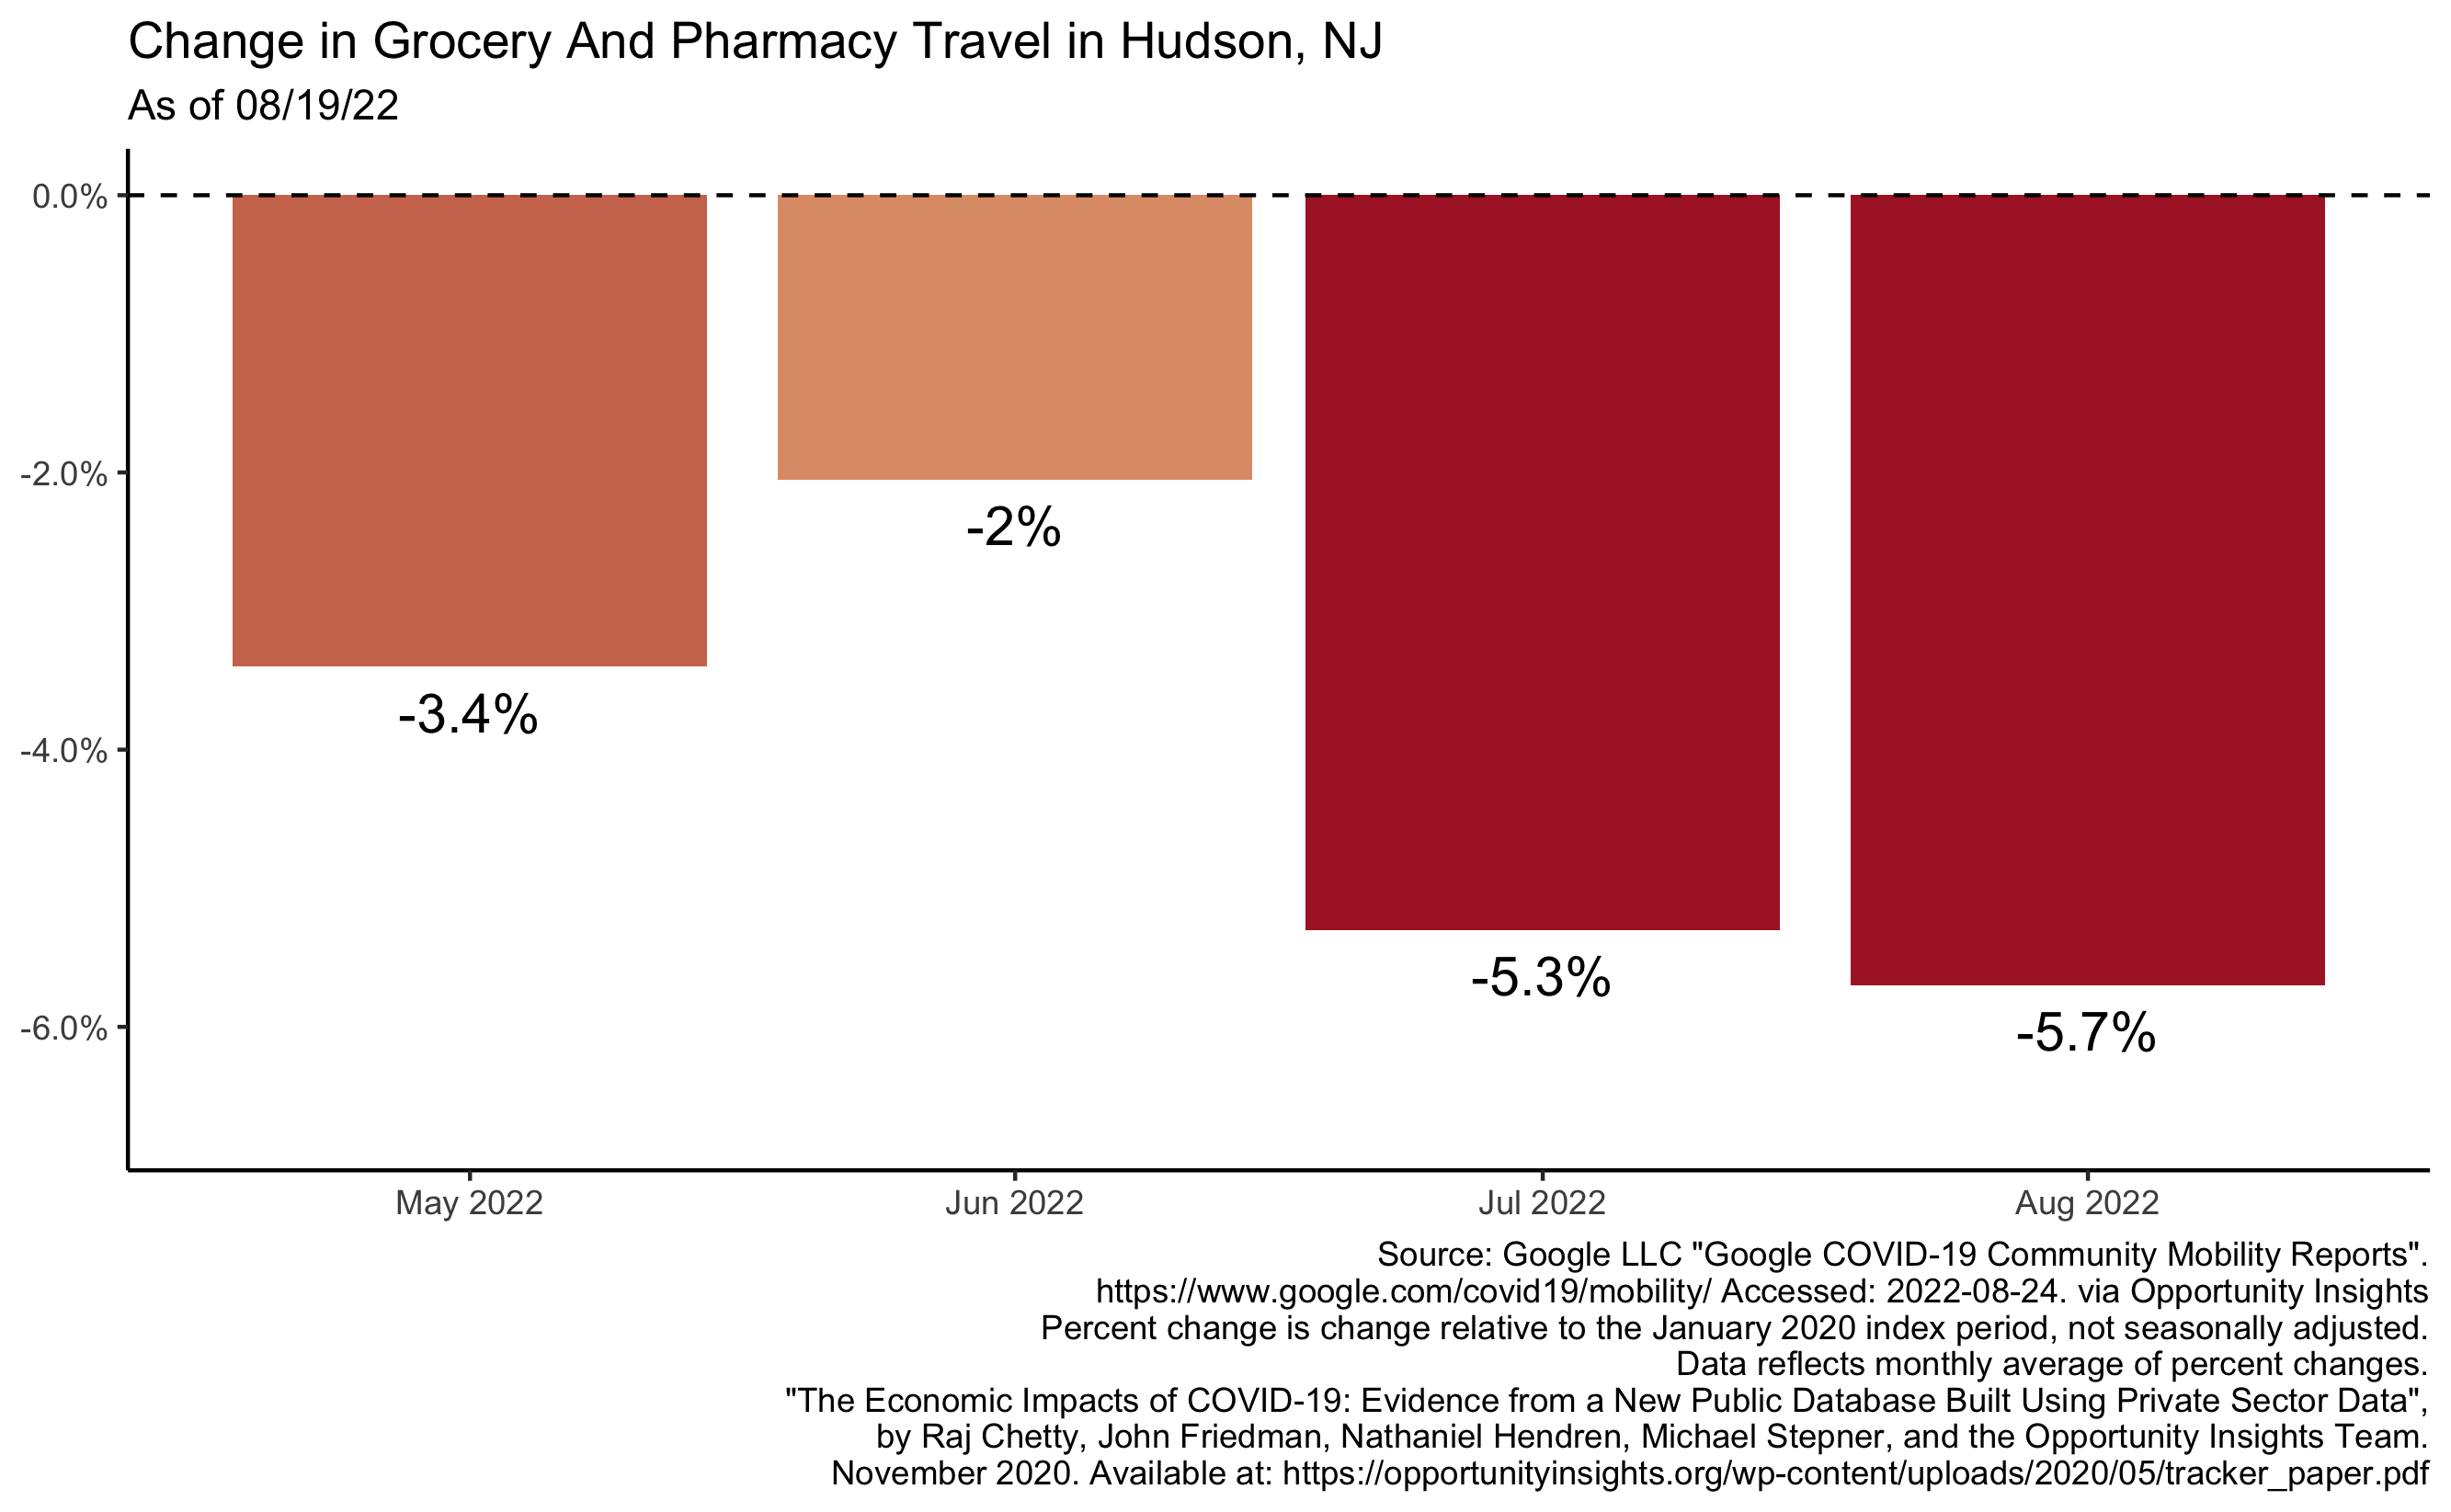 Change in Grocery And Pharmacy Travel in Hudson, NJ
As of 08/19/22
0.0%
-2.0%
-4.0%
-6.0%
-3.4%
-2%
-5.3%
-5.7%
May 2022
Jun 2022
Jul 2022
Aug 2022
Source: Google LLC "Google COVID-19 Community Mobility Reports".
https://www.google.com/covid19/mobility/ Accessed: 2022-08-24. via Opportunity Insights
Percent change is change relative to the January 2020 index period, not seasonally adjusted.
Data reflects monthly average of percent changes.
"The Economic Impacts of COVID-19: Evidence from a New Public Database Built Using Private Sector Data",
by Raj Chetty, John Friedman, Nathaniel Hendren, Michael Stepner, and the Opportunity Insights Team.
November 2020. Available at: https://opportunityinsights.org/wp-content/uploads/2020/05/tracker_paper.pdf